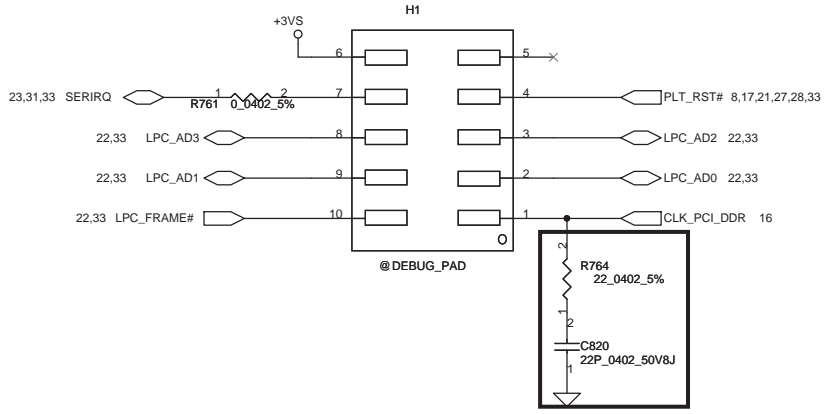 H1
+3VS
6
5
23,31,33 SERIRQ
1
2
R761 0_0402_5%
7
4
PLT_RST# 8,17,21,27,28,33
22,33 LPC_AD3
8
3
LPC_AD2 22,33
22,33 LPC_AD1
9
2
LPC_AD0 22,33
22,33 LPC_FRAME#
10
1
CLK_PCI_DDR 16
O
@DEBUG_PAD
2
R764
22_0402_5%
1
2
C820
22P_0402_50V8J
1